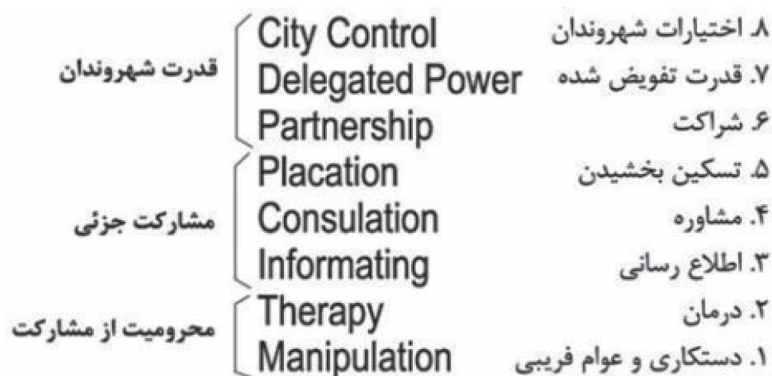 ۸. اختیارات شهروندان City Control
۷. قدرت تفویض شده Delegated Power قدرت شهروندان
۶. شراکت Partnership
۵. تسکین بخشیدن Placation
۴. مشاوره Consulation مشارکت جزئی
۳. اطلاع رسانی Informating
۲. درمان Therapy
محرومیت از مشارکت
۱. دستکاری و عوام فریبی Manipulation